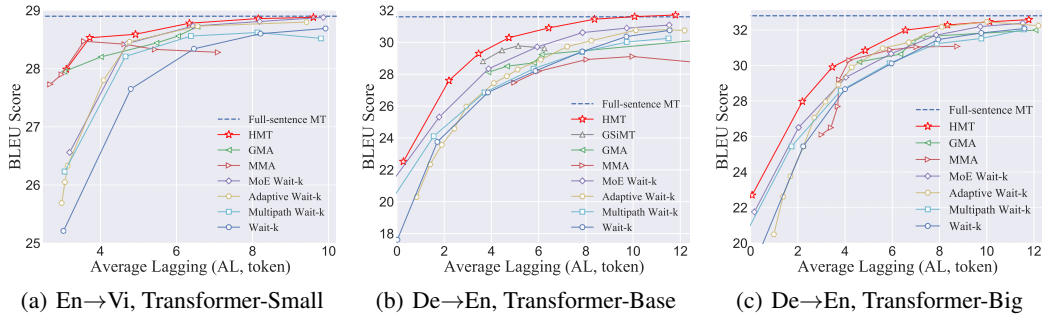 BLEU Score
29
28
27
26
25
4
6
8
10
Average Lagging (AL, token)
Full-sentence MT
HMT
GMA
MMA
MoE Wait-k
Adaptive Wait-k
Multipath Wait-k
Wait-k
(a) En→Vi, Transformer-Small
BLEU Score
32
30
28
26
24
22
20
18
0
2
4
6
8
10
12
Average Lagging (AL, token)
Full-sentence MT
HMT
GSiMT
GMA
MMA
MoE Wait-k
Adaptive Wait-k
Multipath Wait-k
Wait-k
(b) De→En, Transformer-Base
BLEU Score
32
30
28
26
24
22
20
0
2
4
6
8
10
12
Average Lagging (AL, token)
Full-sentence MT
HMT
GMA
MMA
MoE Wait-k
Adaptive Wait-k
Multipath Wait-k
Wait-k
(c) De→En, Transformer-Big